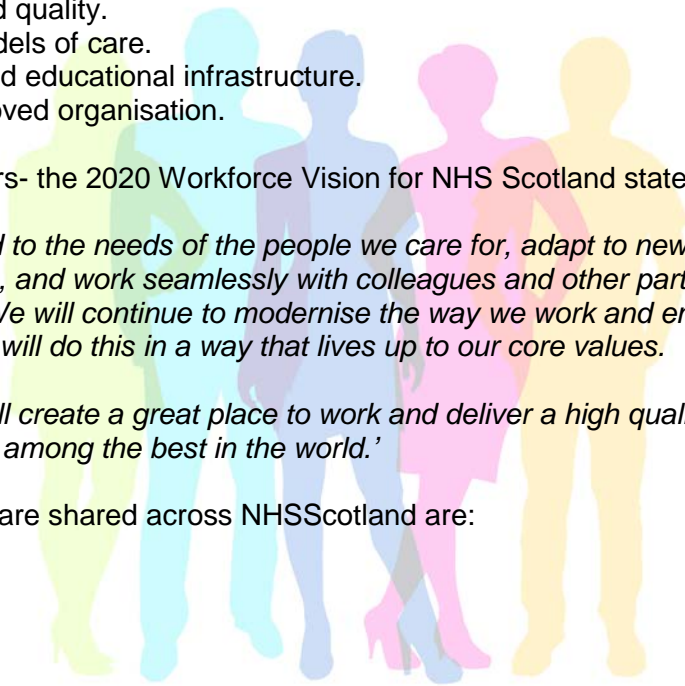 d quality.
dels of care.
d educational infrastructure.
oved organisation.
rs- the 2020 Workforce Vision for NHS Scotland state
d to the needs of the people we care for, adapt to new
, and work seamlessly with colleagues and other part
We will continue to modernise the way we work and en
will do this in a way that lives up to our core values.
ll create a great place to work and deliver a high quali
among the best in the world.’
are shared across NHSScotland are: